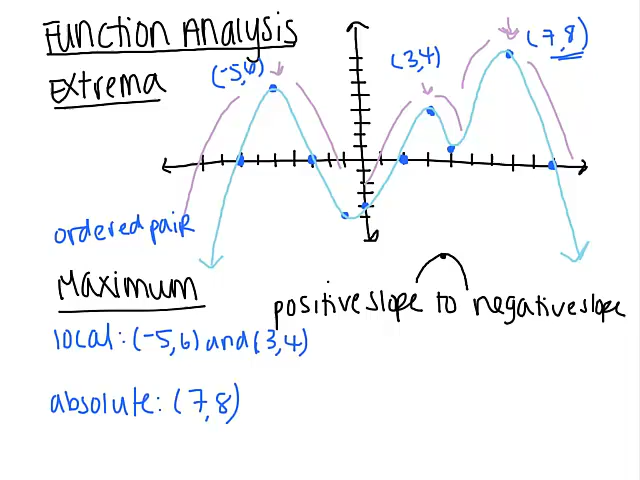 Function Analysis
Extrema
(-5,6)
(3,4)
(7,8)
ordered pair
Maximum
positive slope to negative slope
local: (-5,6) and (3,4)
absolute: (7,8)